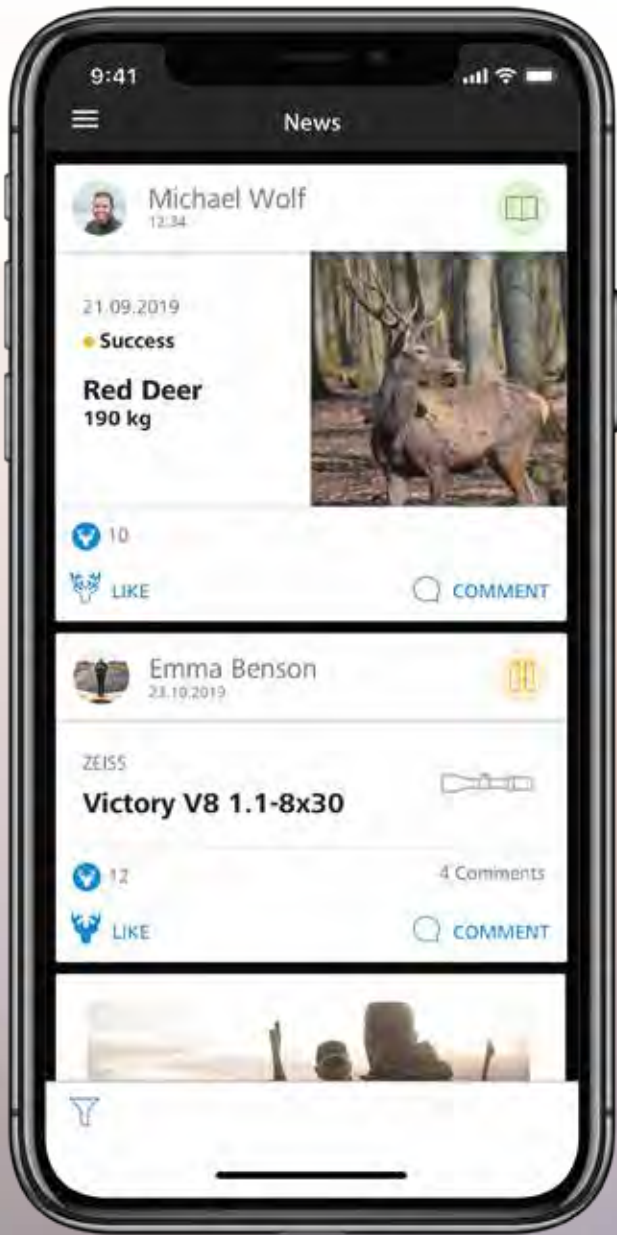 9:41
News
Michael Wolf
12:34
21.09.2019
Success
Red Deer
190 kg
10
LIKE
COMMENT
Emma Benson
23.10.2019
ZEISS
Victory V8 1.1-8x30
12
4 Comments
LIKE
COMMENT